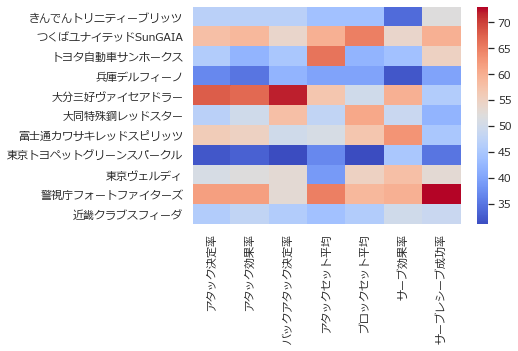 きんでんトリニティーブリッツ
つくばユナイテッドSunGAIA
トヨタ自動車サンホークス
兵庫デルフィーノ
大分三好ヴァイセアドラー
大同特殊鋼レッドスター
富士通カワサキレッドスピリッツ
東京トヨペットグリーンスパークル
東京ヴェルディ
警視庁フォートファイターズ
近畿クラブスフィーダ
アタック決定率
アタック効果率
バックアタック決定率
アタックセット平均
ブロックセット平均
サーブ効果率
サーブレシーブ成功率
70
65
60
55
50
45
40
35